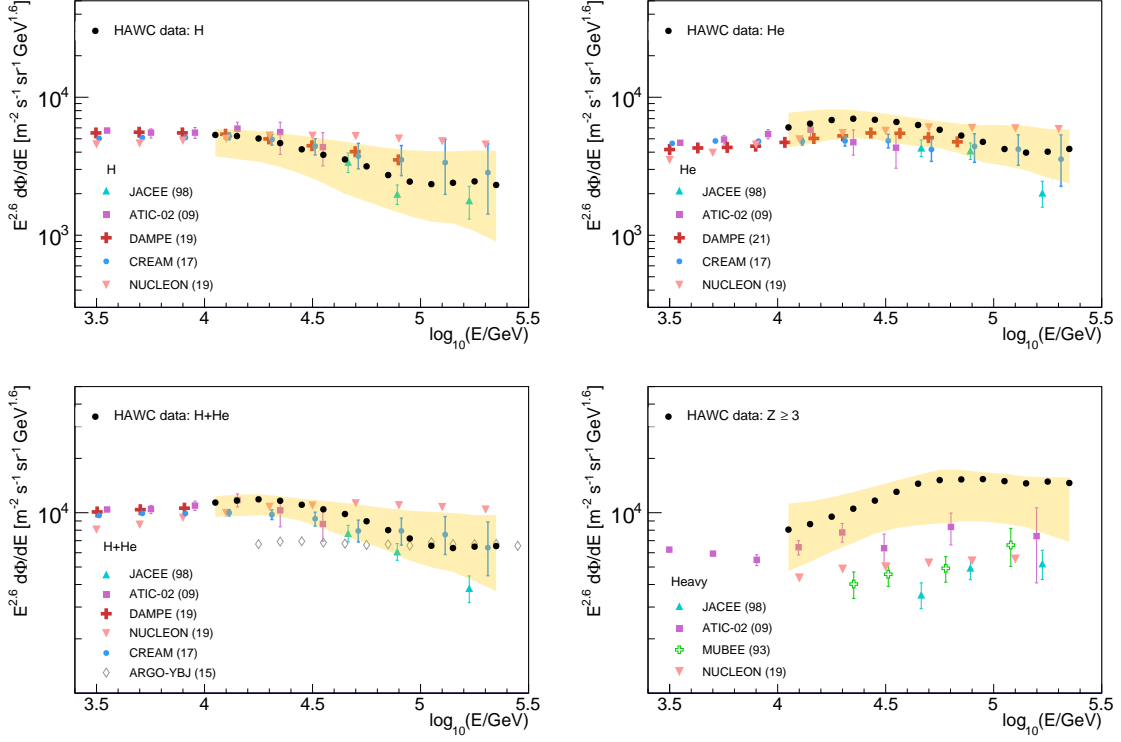 E^2.6 dΦ/dE [m^-2 s^-1 sr^-1 GeV^1.6]
10^4
10^3
HAWC data: H
H
JACEE (98)
ATIC-02 (09)
DAMPE (19)
CREAM (17)
NUCLEON (19)
3.5 4 4.5 5 5.5
log_10(E/GeV)
E^2.6 dΦ/dE [m^-2 s^-1 sr^-1 GeV^1.6]
10^4
10^3
HAWC data: He
He
JACEE (98)
ATIC-02 (09)
DAMPE (21)
CREAM (17)
NUCLEON (19)
3.5 4 4.5 5 5.5
log_10(E/GeV)
E^2.6 dΦ/dE [m^-2 s^-1 sr^-1 GeV^1.6]
10^4
HAWC data: H+He
H+He
JACEE (98)
ATIC-02 (09)
DAMPE (19)
NUCLEON (19)
CREAM (17)
ARGO-YBJ (15)
3.5 4 4.5 5 5.5
log_10(E/GeV)
E^2.6 dΦ/dE [m^-2 s^-1 sr^-1 GeV^1.6]
10^4
HAWC data: Z ≥ 3
Heavy
JACEE (98)
ATIC-02 (09)
MUBEE (93)
NUCLEON (19)
3.5 4 4.5 5 5.5
log_10(E/GeV)